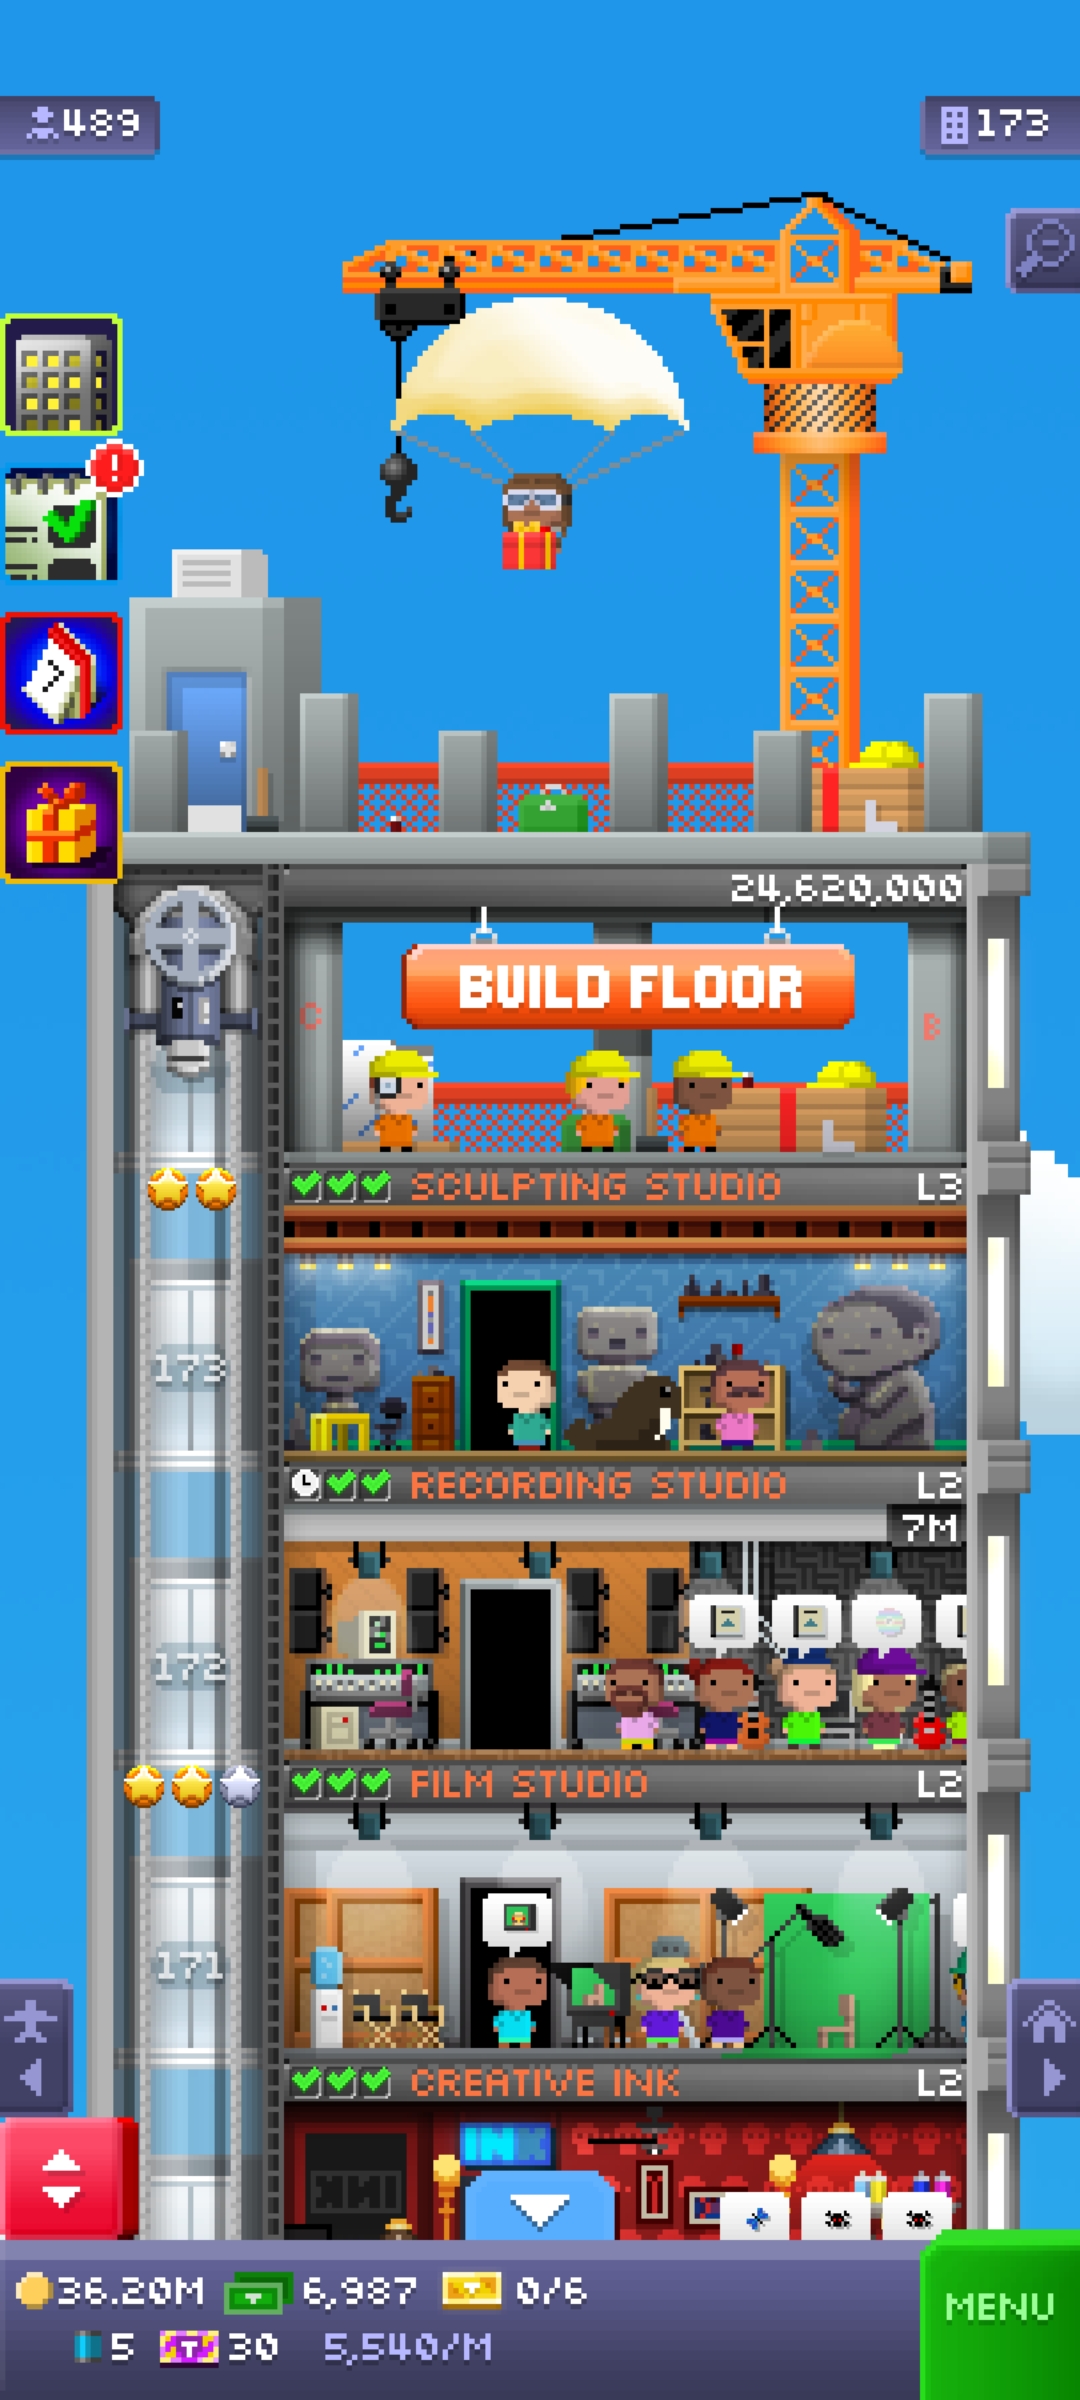 489
173
24,620,000
BUILD FLOOR
C
B
SCULPTING STUDIO L3
173
RECORDING STUDIO L2
7M
172
FILM STUDIO L2
171
CREATIVE INK L2
INK
36.20M 6,987 0/6
MENU
5 T 30 5,540/M